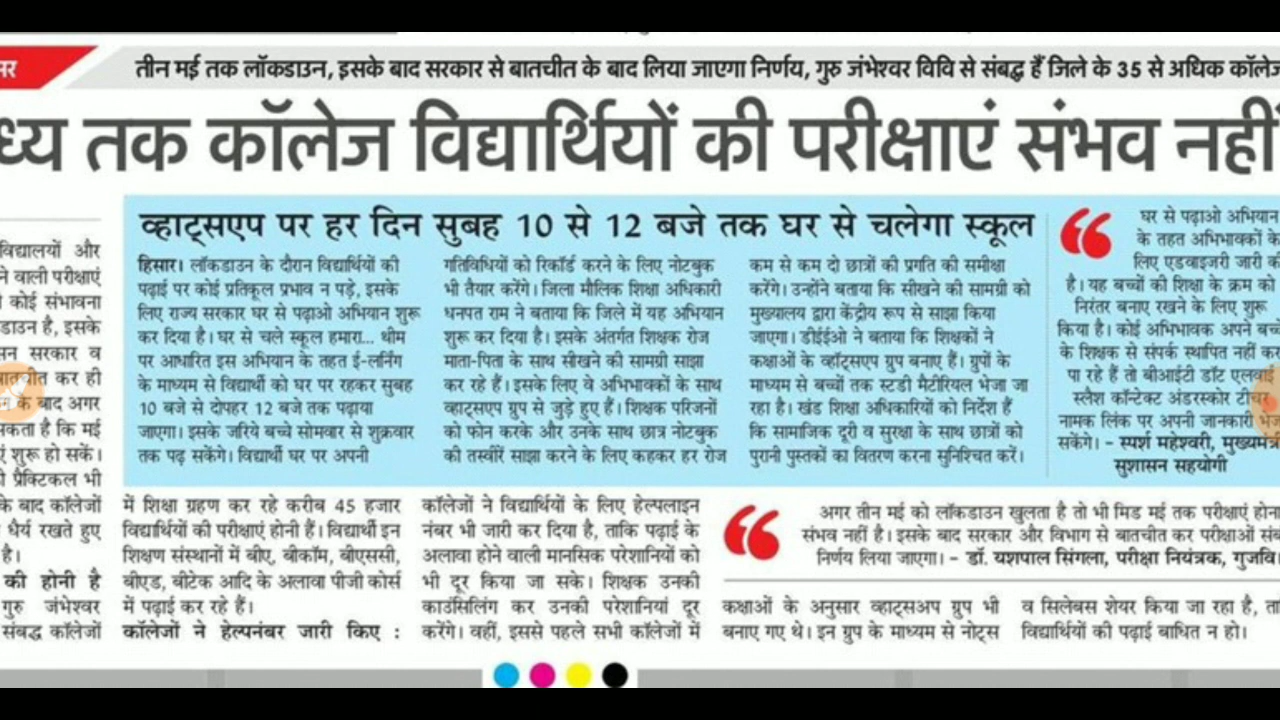 तीन मई तक लॉकडाउन, इसके बाद सरकार से बातचीत के बाद लिया जाएगा निर्णय, गुरु जंभेश्वर विवि से संबद्ध हैं जिले के 35 से अधिक कॉलेज
ध्य तक कॉलेज विद्यार्थियों की परीक्षाएं संभव नहीं
विद्यालयों और
ने वाली परीक्षाएं
कोई संभावना
डाउन है, इसके
सन सरकार व
बातचीत कर ही
के बाद अगर
सकता है कि मई
एं शुरू हो सकें।
प्रैक्टिकल भी
के बाद कॉलेजों
धैर्य रखते हुए
है।
की होनी है
गुरु जंभेश्वर
संबद्ध कॉलेजों
व्हाट्सएप पर हर दिन सुबह 10 से 12 बजे तक घर से चलेगा स्कूल
हिसार। लॉकडाउन के दौरान विद्यार्थियों की
पढ़ाई पर कोई प्रतिकूल प्रभाव न पड़े, इसके
लिए राज्य सरकार घर से पढ़ाओ अभियान शुरू
कर दिया है। घर से चले स्कूल हमारा... थीम
पर आधारित इस अभियान के तहत ई-लर्निंग
के माध्यम से विद्यार्थी को घर पर रहकर सुबह
10 बजे से दोपहर 12 बजे तक पढ़ाया
जाएगा। इसके जरिये बच्चे सोमवार से शुक्रवार
तक पढ़ सकेंगे। विद्यार्थी घर पर अपनी
गतिविधियों को रिकॉर्ड करने के लिए नोटबुक
भी तैयार करेंगे। जिला मौलिक शिक्षा अधिकारी
धनपत राम ने बताया कि जिले में यह अभियान
शुरू कर दिया है। इसके अंतर्गत शिक्षक रोज
माता-पिता के साथ सीखने की सामग्री साझा
कर रहे हैं। इसके लिए वे अभिभावकों के साथ
व्हाट्सएप ग्रुप से जुड़े हुए हैं। शिक्षक परिजनों
को फोन करके और उनके साथ छात्र नोटबुक
की तस्वीरें साझा करने के लिए कहकर हर रोज
कम से कम दो छात्रों की प्रगति की समीक्षा
करेंगे। उन्होंने बताया कि सीखने की सामग्री को
मुख्यालय द्वारा केंद्रीय रूप से साझा किया
जाएगा। डीईईओ ने बताया कि शिक्षकों ने
कक्षाओं के व्हॉट्सएप ग्रुप बनाए हैं। ग्रुपों के
माध्यम से बच्चों तक स्टडी मैटीरियल भेजा जा
रहा है। खंड शिक्षा अधिकारियों को निर्देश हैं
कि सामाजिक दूरी व सुरक्षा के साथ छात्रों को
पुरानी पुस्तकों का वितरण करना सुनिश्चित करें।
घर से पढ़ाओ अभियान
के तहत अभिभावकों के
लिए एडवाइजरी जारी की
है। यह बच्चों की शिक्षा के क्रम को
निरंतर बनाए रखने के लिए शुरू
किया है। कोई अभिभावक अपने बच्चे
के शिक्षक से संपर्क स्थापित नहीं कर
पा रहे हैं तो बीआईटी डॉट एलवाई
स्लैश कॉन्टेक्ट अंडरस्कोर टीचर
नामक लिंक पर अपनी जानकारी भेज
सकेंगे। – स्पर्श महेश्वरी, मुख्यमंत्री
सुशासन सहयोगी
में शिक्षा ग्रहण कर रहे करीब 45 हजार
विद्यार्थियों की परीक्षाएं होनी हैं। विद्यार्थी इन
शिक्षण संस्थानों में बीए, बीकॉम, बीएससी,
बीएड, बीटेक आदि के अलावा पीजी कोर्स
में पढ़ाई कर रहे हैं।
कॉलेजों ने हेल्पनंबर जारी किए :
कॉलेजों ने विद्यार्थियों के लिए हेल्पलाइन
नंबर भी जारी कर दिया है, ताकि पढ़ाई के
अलावा होने वाली मानसिक परेशानियों को
भी दूर किया जा सके। शिक्षक उनकी
काउंसिलिंग कर उनकी परेशानियां दूर
करेंगे। वहीं, इससे पहले सभी कॉलेजों में
अगर तीन मई को लॉकडाउन खुलता है तो भी मिड मई तक परीक्षाएं होना
संभव नहीं है। इसके बाद सरकार और विभाग से बातचीत कर परीक्षाओं संबं
निर्णय लिया जाएगा। – डॉ. यशपाल सिंगला, परीक्षा नियंत्रक, गुजवि
कक्षाओं के अनुसार व्हाट्सअप ग्रुप भी
बनाए गए थे। इन ग्रुप के माध्यम से नोट्स
व सिलेबस शेयर किया जा रहा है, ता
विद्यार्थियों की पढ़ाई बाधित न हो।